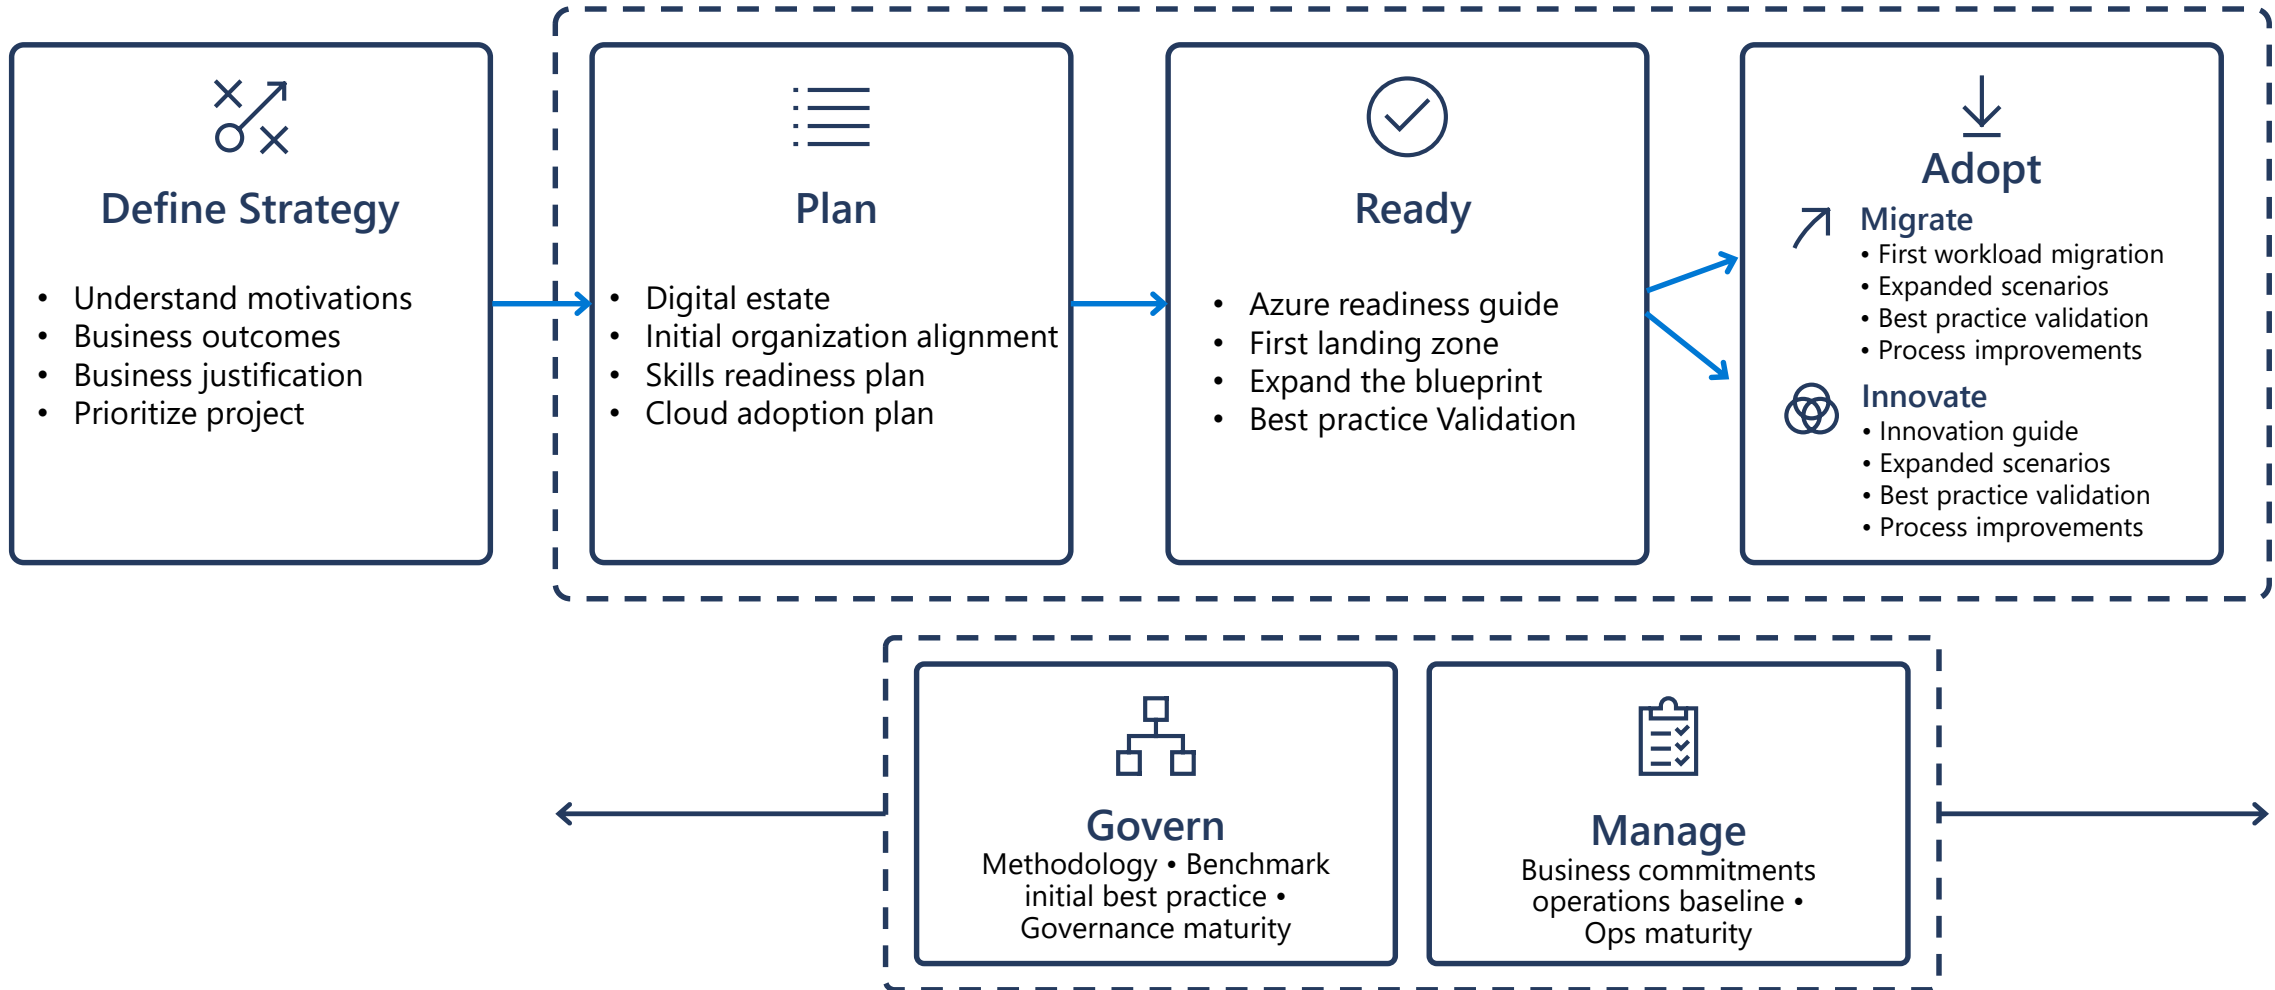 Define Strategy
• Understand motivations
• Business outcomes
• Business justification
• Prioritize project
Plan
• Digital estate
• Initial organization alignment
• Skills readiness plan
• Cloud adoption plan
Ready
• Azure readiness guide
• First landing zone
• Expand the blueprint
• Best practice Validation
Adopt
Migrate
• First workload migration
• Expanded scenarios
• Best practice validation
• Process improvements
Innovate
• Innovation guide
• Expanded scenarios
• Best practice validation
• Process improvements
Govern
Methodology • Benchmark
initial best practice •
Governance maturity
Manage
Business commitments
operations baseline •
Ops maturity